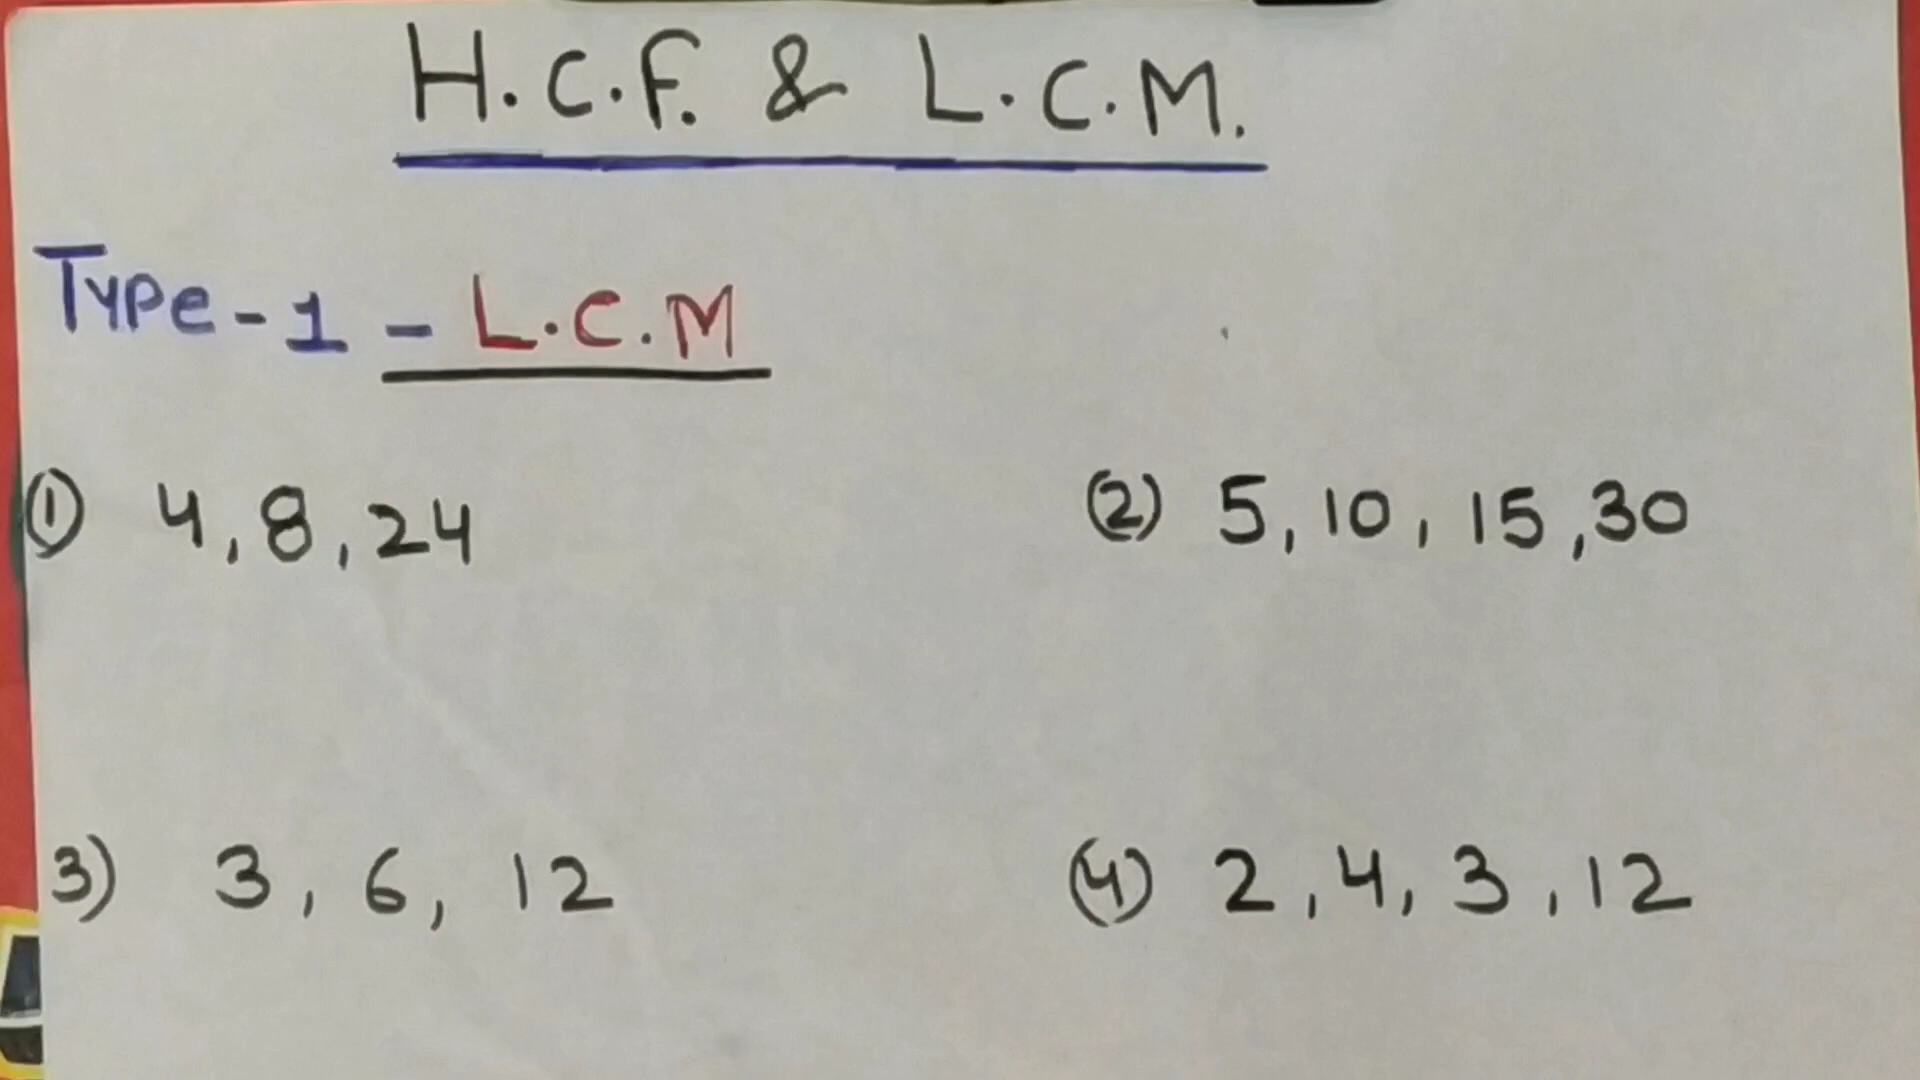 H.C.F. & L.C.M.
Type-1 - L.C.M
① 4, 8, 24
(2) 5, 10, 15, 30
3) 3, 6, 12
(4) 2, 4, 3, 12